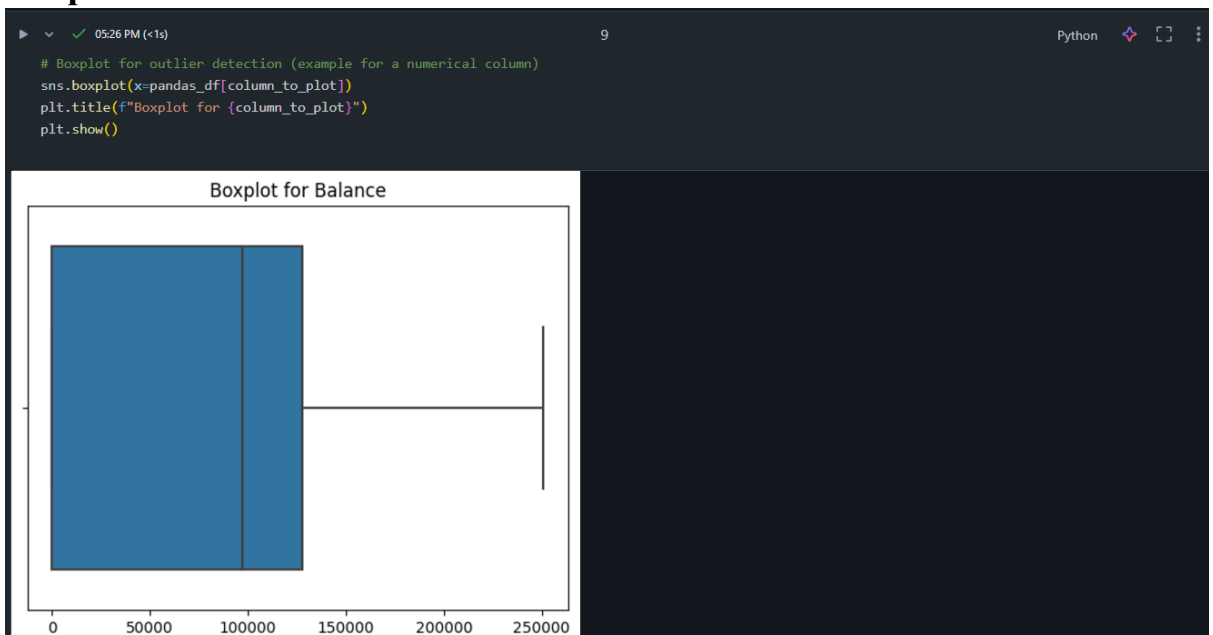 05:26 PM (<1s)
9
Python
# Boxplot for outlier detection (example for a numerical column)
sns.boxplot(x=pandas_df[column_to_plot])
plt.title(f"Boxplot for {column_to_plot}")
plt.show()
Boxplot for Balance
0 50000 100000 150000 200000 250000